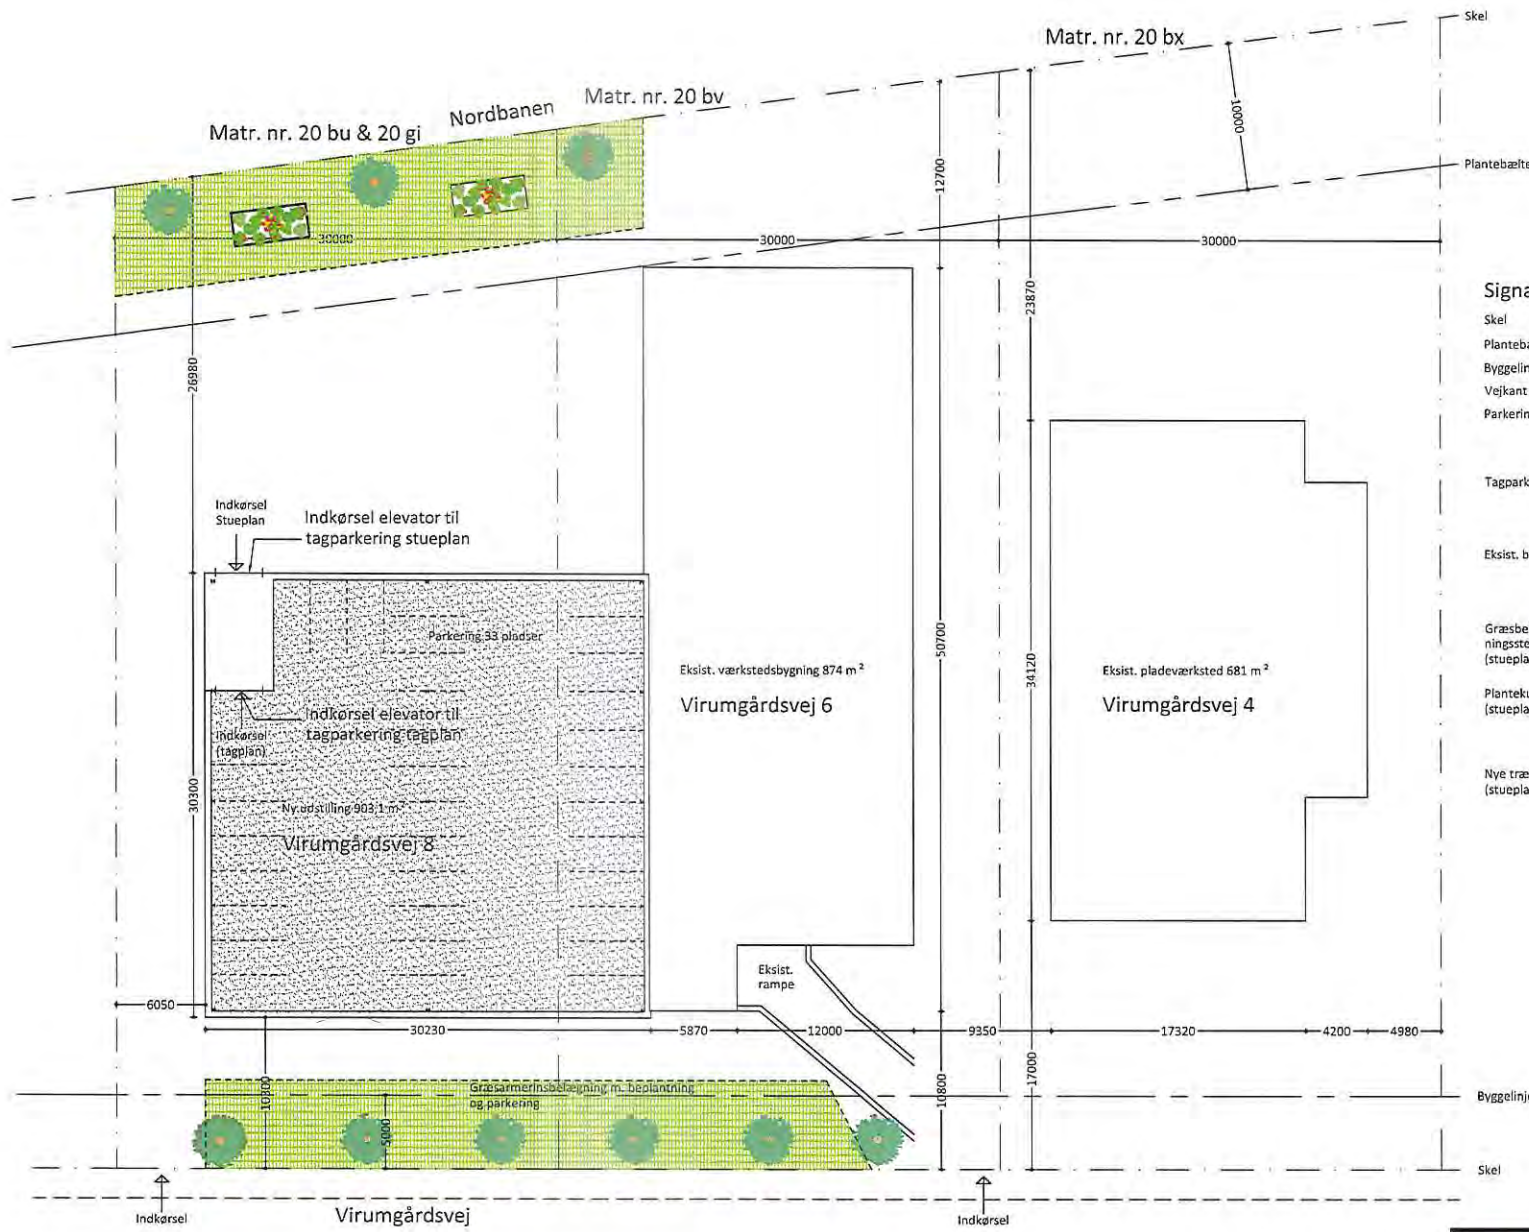 Skel
Matr. nr. 20 bx
10000
Matr. nr. 20 bv
Nordbanen
Matr. nr. 20 bu & 20 gi
Plantebælte
12700
30000
30000
30000
23870
26980
Signa
Skel
Planteba
Byggelin
Vejkant
Parkerin
Tagpark
Eksist. b
Græsbe
ningsste
(stuepla
Planteku
(stuepla
Nye træ
(stuepla
Indkørsel
Stueplan
Indkørsel elevator til
tagparkering stueplan
Parkering 33 pladser
Indkørsel elevator til
tagparkering tagplan
Indkørsel
(tagplan)
30300
Ny udstilling 903,1 m²
Virumgårdsvej 8
Eksist. værkstedsbygning 874 m²
Virumgårdsvej 6
50700
34120
Eksist. pladeværksted 681 m²
Virumgårdsvej 4
Eksist.
rampe
6050
30230
5870
12000
9350
17320
4200
4980
10300
5000
10800
17000
Græsarmerinsbelægning m. beplantning
og parkering
Byggelinje
Skel
Indkørsel
Virumgårdsvej
Indkørsel